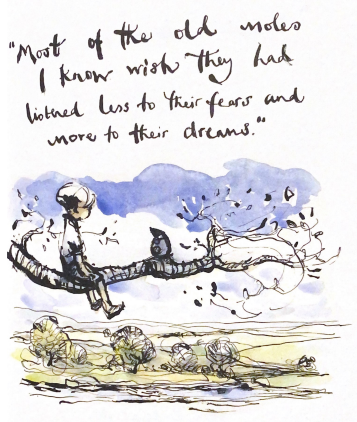 "Most of the old moles
I know wish they had
listened less to their fears and
more to their dreams."